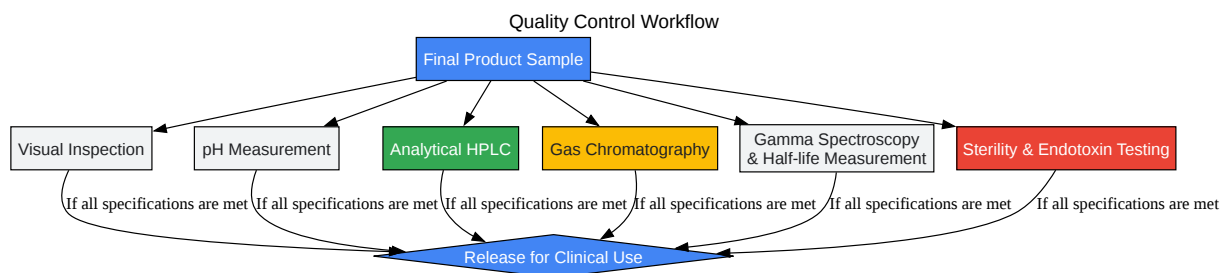 Quality Control Workflow
Final Product Sample
Visual Inspection
pH Measurement
Analytical HPLC
Gas Chromatography
Gamma Spectroscopy
& Half-life Measurement
Sterility & Endotoxin Testing
If all specifications are met
If all specifications are met
If all specifications are met
If all specifications are met
If all specifications are met
If all specifications are met
Release for Clinical Use